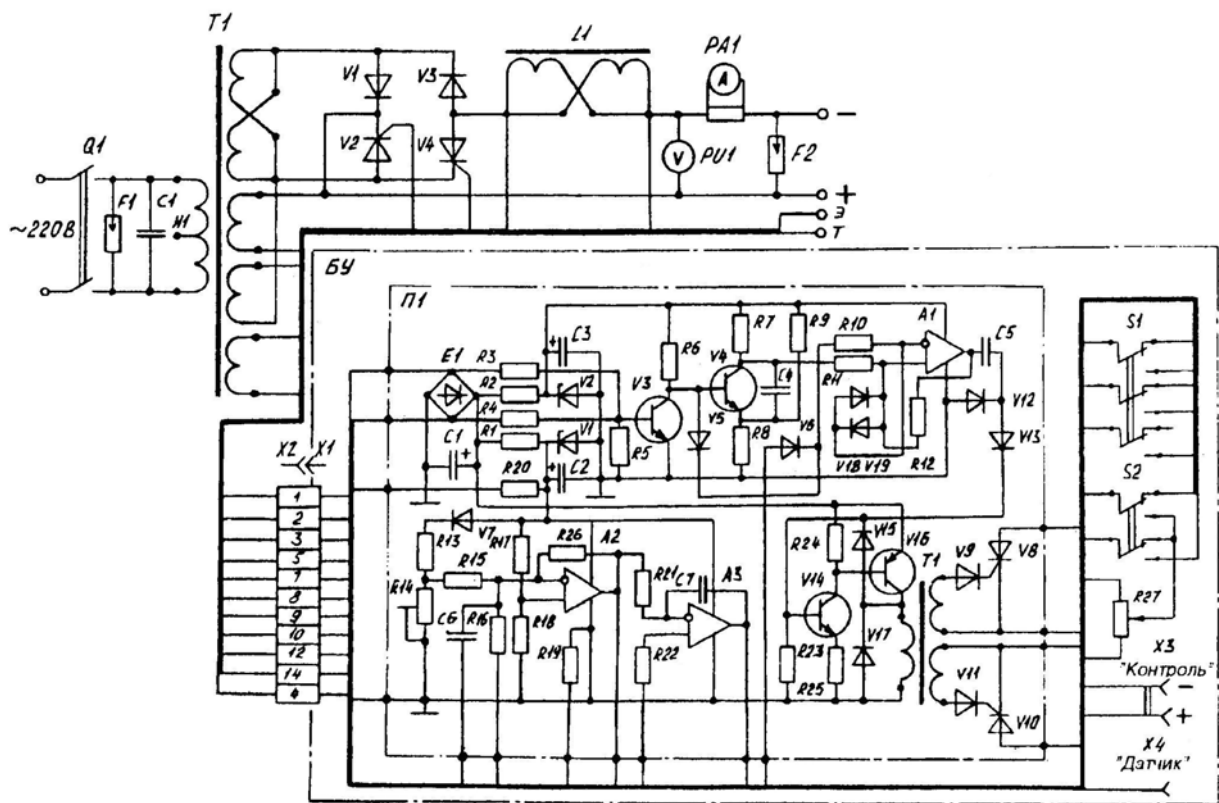 T1
L1
PA1
A
V1
V3
V2
V4
V
PU1
F2
−
+
Э
Т
Q1
F1
C1
W1
~220В
БУ
П1
E1
R3
R2
R4
R1
R20
C1
+
C3
+
V2
V1
C2
+
R5
R6
V3
R7
V4
V5
C4
R8
R9
V6
R10
R11
A1
C5
V18 V19
R12
V12
V13
S1
S2
X2
X1
1
2
3
5
7
8
9
10
12
14
4
R13
V7
R14
R15
R17
R26
A2
C6
R16
R18
R19
R21
C7
A3
R22
R24
V15
V16
V14
V17
R23
R25
T1
V9
V8
V11
V10
R27
X3
"Контроль"
−
+
X4
"Датчик"